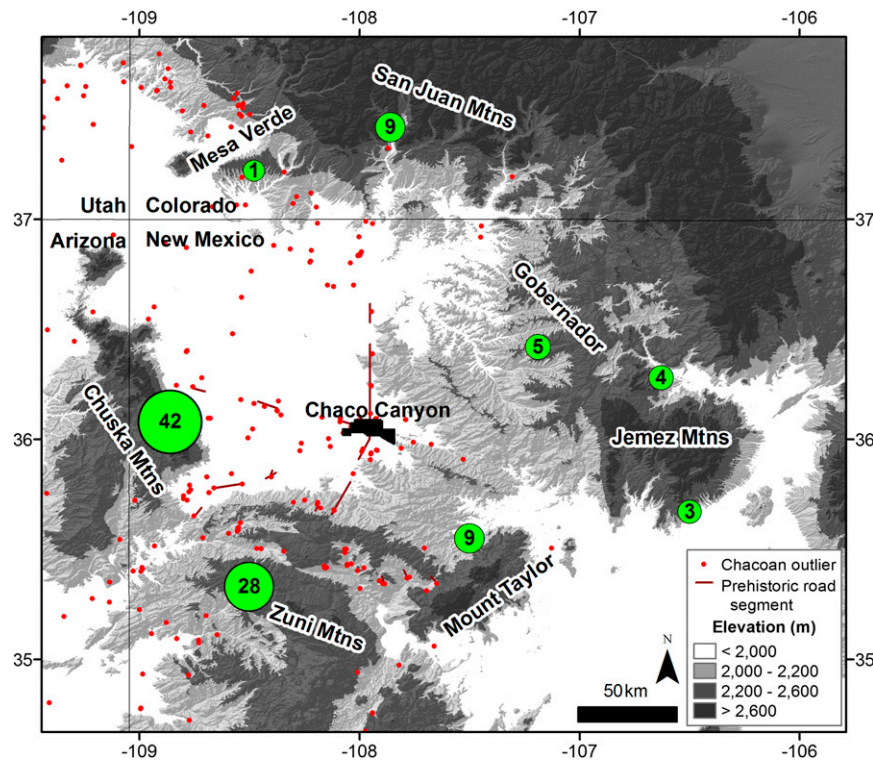 -109 -108 -107 -106
San Juan Mtns
9
Mesa Verde
1
37 37
Utah Colorado
Arizona New Mexico
Gobernador
5
4
Chuska Mtns
42
Chaco Canyon
36 36
Jemez Mtns
3
9
28
Zuni Mtns
Mount Taylor
35 35
N
50 km
Chacoan outlier
Prehistoric road
segment
Elevation (m)
< 2,000
2,000 - 2,200
2,200 - 2,600
> 2,600
-109 -108 -107 -106